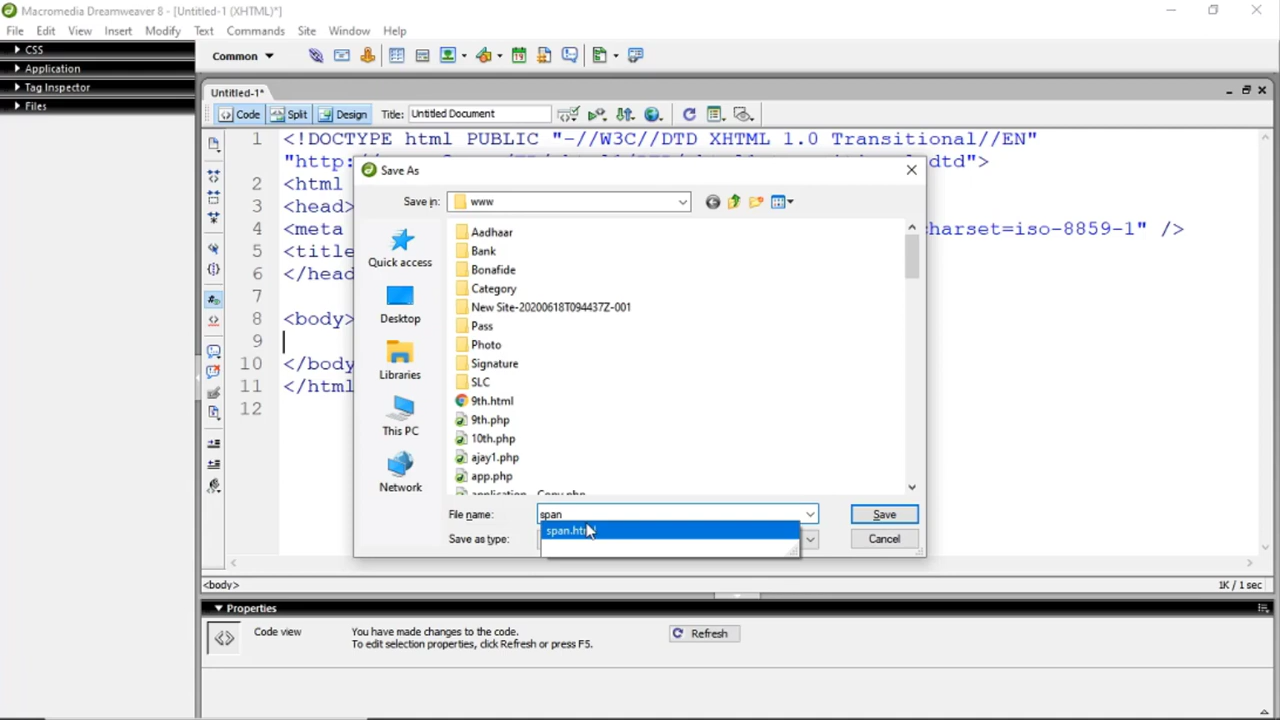 Macromedia Dreamweaver 8 - [Untitled-1 (XHTML)*]
File Edit View Insert Modify Text Commands Site Window Help
CSS
Application
Tag Inspector
Files
Common
Untitled-1*
Code Split Design Title: Untitled Document
1 <!DOCTYPE html PUBLIC "-//W3C//DTD XHTML 1.0 Transitional//EN"
"http: dtd">
2 <html
3 <head>
4 <meta charset=iso-8859-1" />
5 <title
6 </head
7
8 <body>
9
10 </body
11 </html
12
Save As
Save in: www
Quick access
Desktop
Libraries
This PC
Network
Aadhaar
Bank
Bonafide
Category
New Site-20200618T094437Z-001
Pass
Photo
Signature
SLC
9th.html
9th.php
10th.php
ajay1.php
app.php
application - Copy.php
File name: span Save
span.html
Save as type: Cancel
<body> 1K / 1 sec
Properties
Code view You have made changes to the code. Refresh
To edit selection properties, click Refresh or press F5.